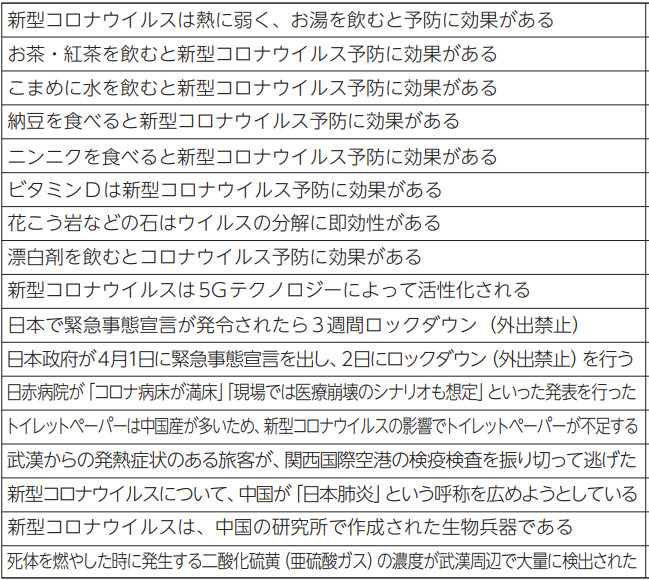 新型コロナウイルスは熱に弱く、お湯を飲むと予防に効果がある
お茶・紅茶を飲むと新型コロナウイルス予防に効果がある
こまめに水を飲むと新型コロナウイルス予防に効果がある
納豆を食べると新型コロナウイルス予防に効果がある
ニンニクを食べると新型コロナウイルス予防に効果がある
ビタミンDは新型コロナウイルス予防に効果がある
花こう岩などの石はウイルスの分解に即効性がある
漂白剤を飲むとコロナウイルス予防に効果がある
新型コロナウイルスは5Gテクノロジーによって活性化される
日本で緊急事態宣言が発令されたら3週間ロックダウン（外出禁止）
日本政府が4月1日に緊急事態宣言を出し、2日にロックダウン（外出禁止）を行う
日赤病院が「コロナ病床が満床」「現場では医療崩壊のシナリオも想定」といった発表を行った
トイレットペーパーは中国産が多いため、新型コロナウイルスの影響でトイレットペーパーが不足する
武漢からの発熱症状のある旅客が、関西国際空港の検疫検査を振り切って逃げた
新型コロナウイルスについて、中国が「日本肺炎」という呼称を広めようとしている
新型コロナウイルスは、中国の研究所で作成された生物兵器である
死体を燃やした時に発生する二酸化硫黄（亜硫酸ガス）の濃度が武漢周辺で大量に検出された